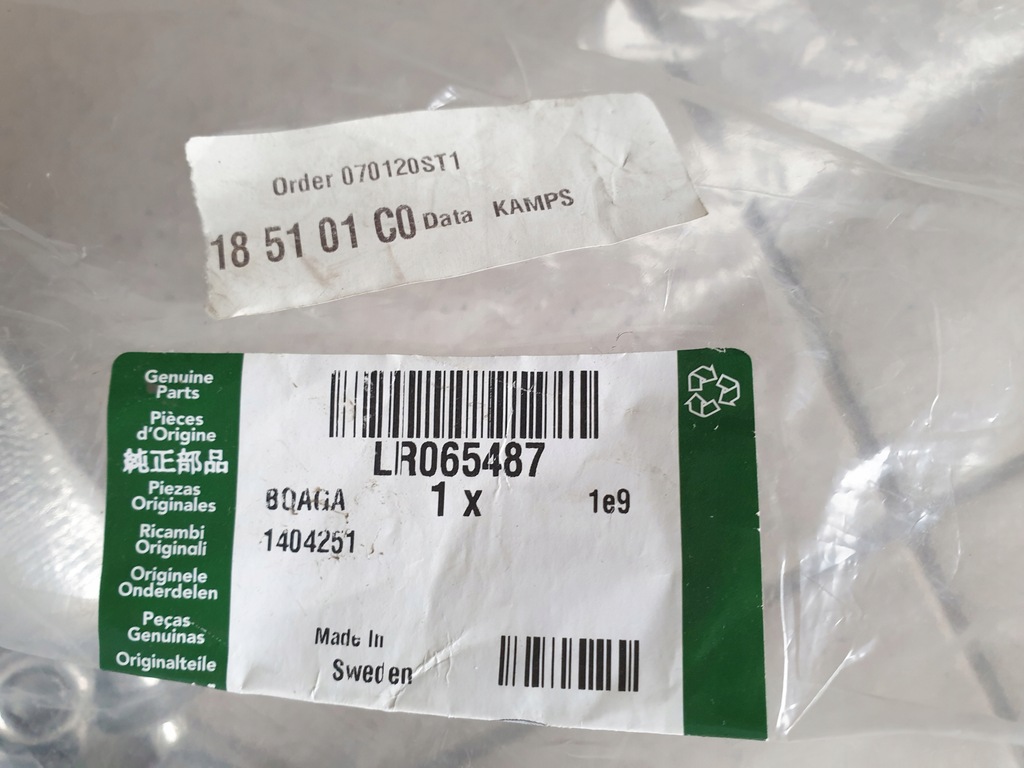 Order 070120ST1
18 51 01 C0 Data KAMPS
Genuine
Parts
Pièces
d'Origine
純正部品
Piezas
Originales
Ricambi
Originali
Originele
Onderdelen
Peças
Genuínas
Originalteile
LR065487
1 x
1e9
1404251
Made In
Sweden